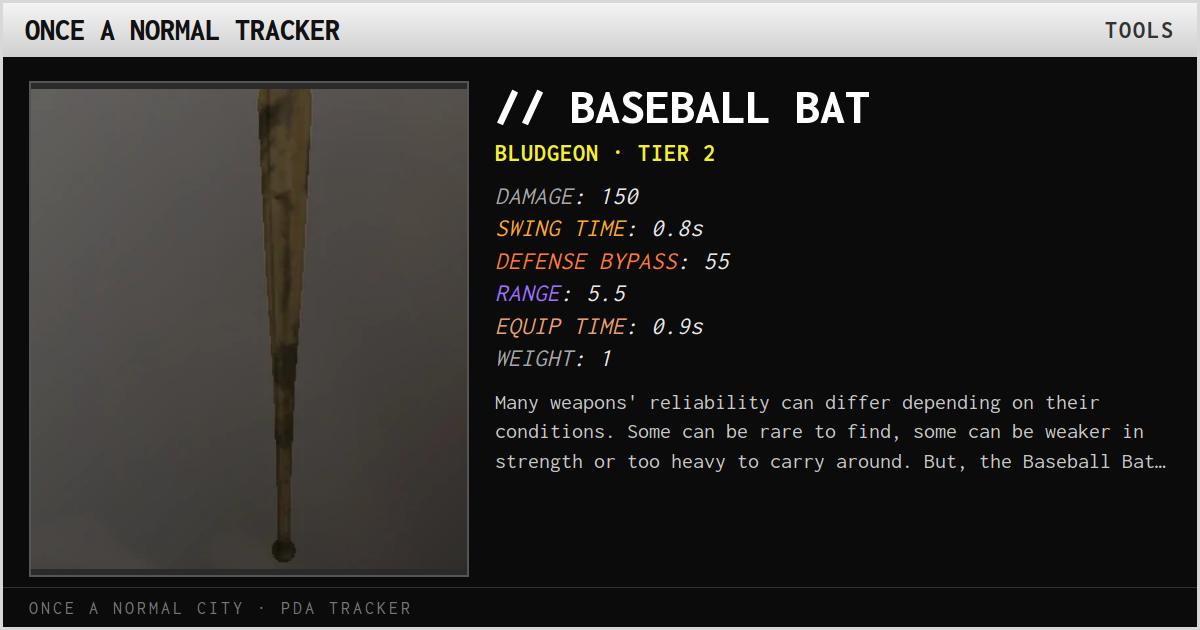 ONCE A NORMAL TRACKER
TOOLS
// BASEBALL BAT
BLUDGEON · TIER 2
DAMAGE: 150
SWING TIME: 0.8s
DEFENSE BYPASS: 55
RANGE: 5.5
EQUIP TIME: 0.9s
WEIGHT: 1
Many weapons' reliability can differ depending on their
conditions. Some can be rare to find, some can be weaker in
strength or too heavy to carry around. But, the Baseball Bat…
ONCE A NORMAL CITY · PDA TRACKER